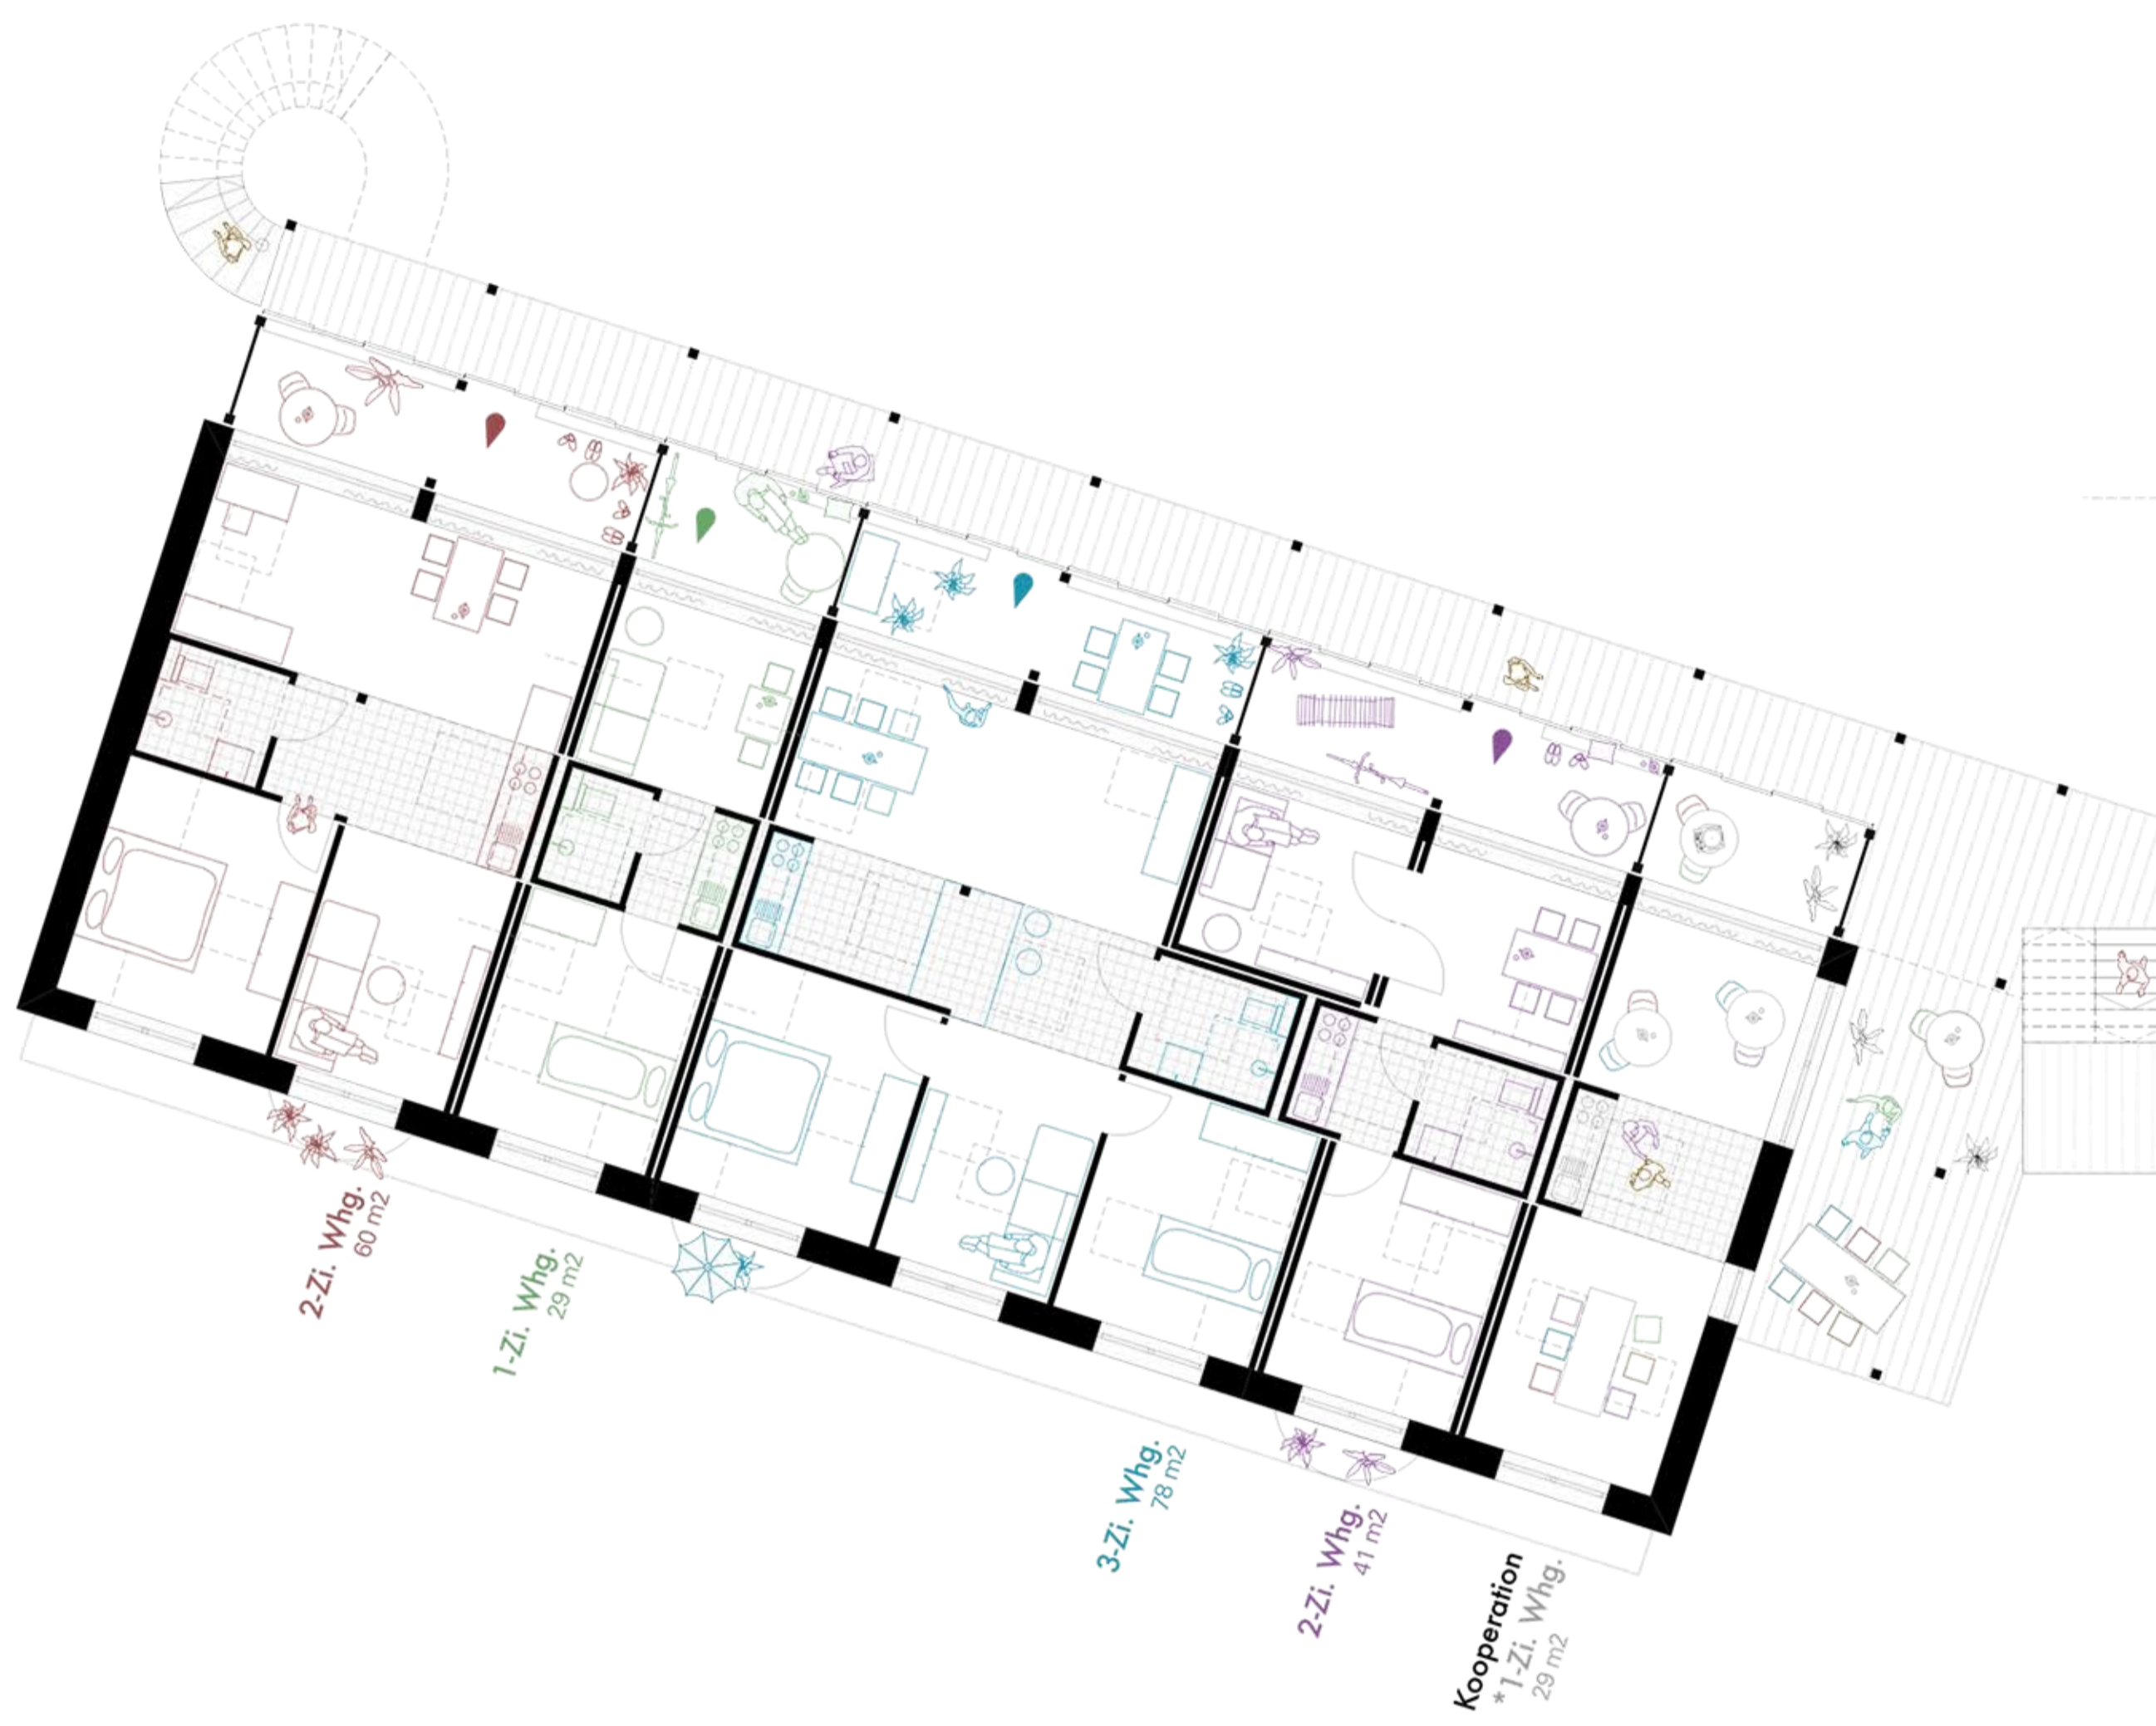 2-Zi. Whg.
60 m2
1-Zi. Whg.
29 m2
3-Zi. Whg.
78 m2
2-Zi. Whg.
41 m2
Kooperation
*1-Zi. Whg.
29 m2